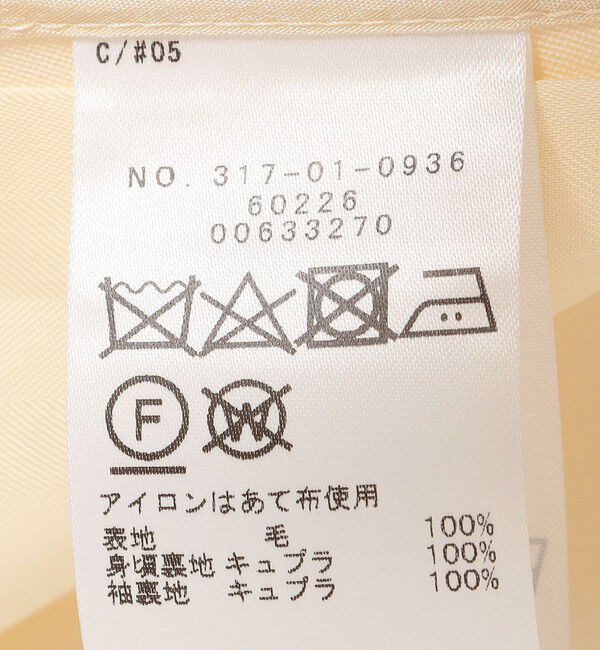 C/#05
NO. 317-01-0936
60226
00633270
F W
アイロンはあて布使用
表地 毛 100%
身頃裏地 キュプラ 100%
袖裏地 キュプラ 100%